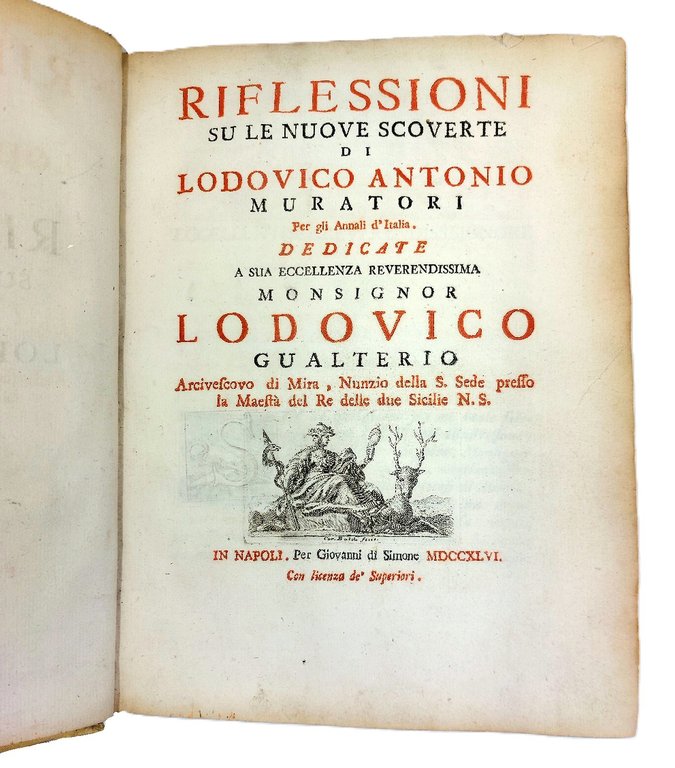 RIFLESSIONI
SU LE NUOVE SCOVERTE
DI
LODOVICO ANTONIO
MURATORI
Per gli Annali d'Italia.
DEDICATE
A SUA ECCELLENZA REVERENDISSIMA
MONSIGNOR
LODOVICO
GUALTERIO
Arciveſcovo di Mira, Nunzio della S. Sede preſſo
la Maeſtà del Re delle due Sicilie N. S.
IN NAPOLI. Per Giovanni di Simone MDCCXLVI.
Con licenza de' Superiori.